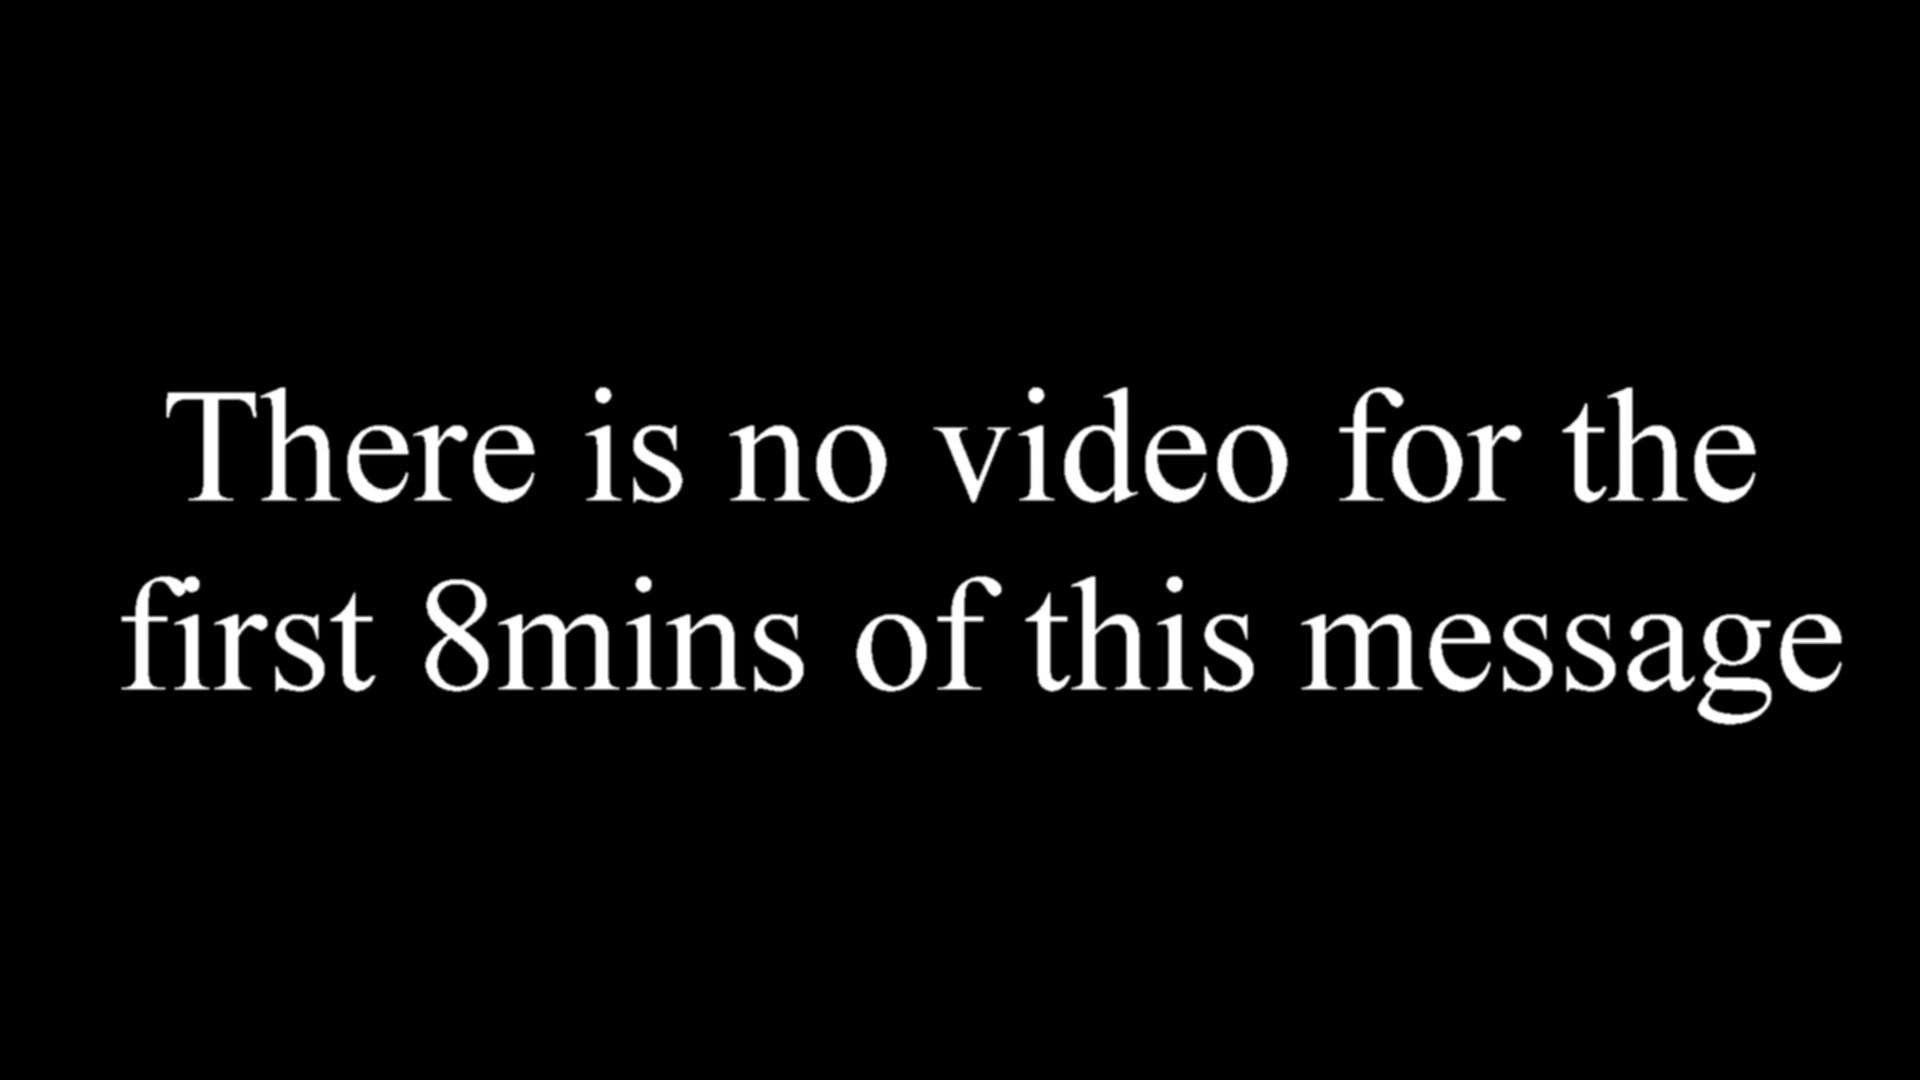 There is no video for the
first 8mins of this message